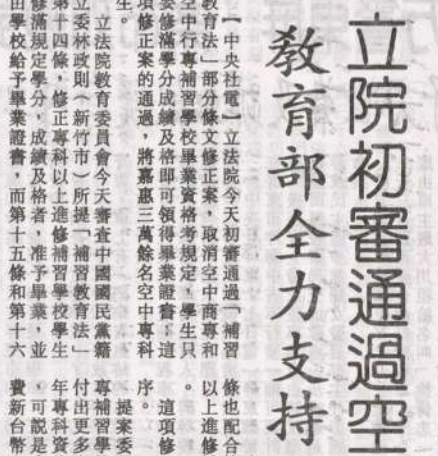 立院初審通過空
教育部全力支持
【中央社電】立法院今天初審通過「補習
教育法」部分條文修正案，取消空中商專和
空中行專補習學校畢業資格考規定，學生只
要修滿學分成績及格即可領得畢業證書；這
項修正案的通過，將嘉惠三萬餘名空中專科
生。
立法院教育委員會今天審查中國國民黨籍
立委林政則（新竹市）所提「補習教育法」
第十四條，修正專科以上進修補習學校學生
修滿規定學分，成績及格者，准予畢業，並
由學校給予畢業證書，而第十五條和第十六
條也配合
以上進修
。
這項修
序。
提案委
專補習學
付出更多
年專科資
，可說是
費新台幣